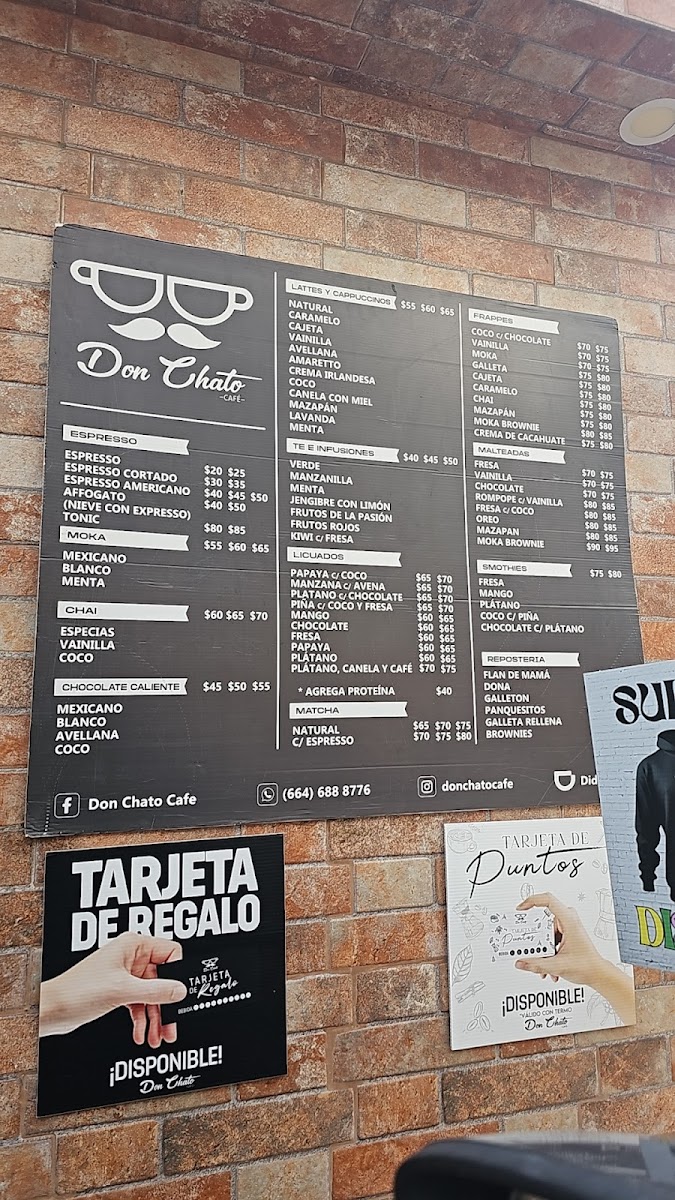 Don Chato
-CAFÉ-
ESPRESSO
ESPRESSO $20 $25
ESPRESSO CORTADO $30 $35
ESPRESSO AMERICANO $40 $45 $50
AFFOGATO $40 $50
(NIEVE CON EXPRESSO)
TONIC $80 $85
MOKA $55 $60 $65
MEXICANO
BLANCO
MENTA
CHAI $60 $65 $70
ESPECIAS
VAINILLA
COCO
CHOCOLATE CALIENTE $45 $50 $55
MEXICANO
BLANCO
AVELLANA
COCO
LATTES Y CAPPUCCINOS $55 $60 $65
NATURAL
CARAMELO
CAJETA
VAINILLA
AVELLANA
AMARETTO
CREMA IRLANDESA
COCO
CANELA CON MIEL
MAZAPÁN
LAVANDA
MENTA
TE E INFUSIONES $40 $45 $50
VERDE
MANZANILLA
MENTA
JENGIBRE CON LIMÓN
FRUTOS DE LA PASIÓN
FRUTOS ROJOS
KIWI c/ FRESA
LICUADOS
PAPAYA c/ COCO $65 $70
MANZANA c/ AVENA $65 $70
PLATANO c/ CHOCOLATE $65 $70
PIÑA c/ COCO Y FRESA $65 $70
MANGO $60 $65
CHOCOLATE $60 $65
FRESA $60 $65
PAPAYA $60 $65
PLÁTANO $60 $65
PLÁTANO, CANELA Y CAFÉ $70 $75
* AGREGA PROTEÍNA $40
MATCHA
NATURAL $65 $70 $75
C/ ESPRESSO $70 $75 $80
FRAPPES
COCO c/ CHOCOLATE $70 $75
VAINILLA $70 $75
MOKA $70 $75
GALLETA $75 $80
CAJETA $75 $80
CARAMELO $75 $80
CHAI $75 $80
MAZAPÁN $75 $80
MOKA BROWNIE $80 $85
CREMA DE CACAHUATE $75 $80
MALTEADAS
FRESA $70 $75
VAINILLA $70 $75
CHOCOLATE $70 $75
ROMPOPE c/ VAINILLA $80 $85
FRESA c/ COCO $80 $85
OREO $80 $85
MAZAPAN $80 $85
MOKA BROWNIE $90 $95
SMOTHIES $75 $80
FRESA
MANGO
PLÁTANO
COCO C/ PIÑA
CHOCOLATE C/ PLÁTANO
REPOSTERIA
FLAN DE MAMÁ
DONA
GALLETON
PANQUESITOS
GALLETA RELLENA
BROWNIES
Don Chato Cafe
(664) 688 8776
donchatocafe
Did
TARJETA
DE REGALO
TARJETA
DE Regalo
BEBIDA
¡DISPONIBLE!
Don Chato
TARJETA DE
Puntos
TARJETA DE
Puntos
¡DISPONIBLE!
*VÁLIDO CON TERMO
Don Chato
SU